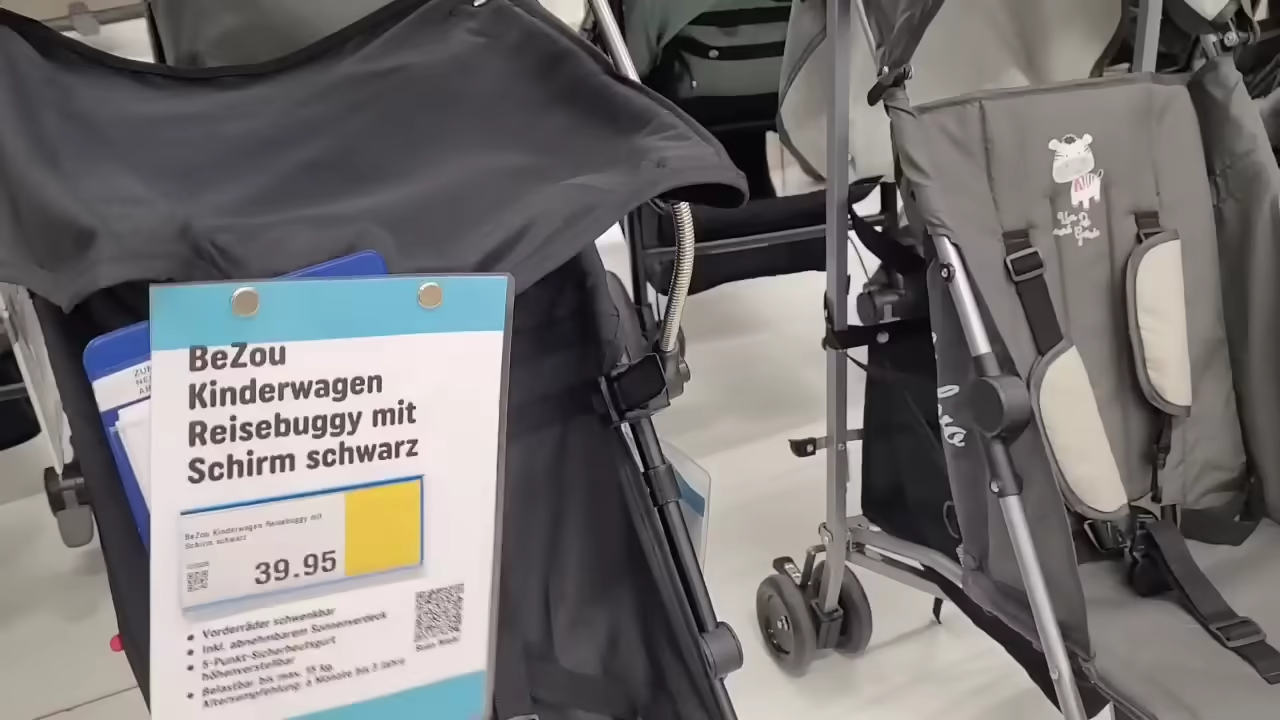 BeZou
Kinderwagen
Reisebuggy mit
Schirm schwarz
BeZou Kinderwagen Reisebuggy mit
Schirm schwarz
39.95
• Vorderräder schwenkbar
• Inkl. abnehmbarem Sonnenverdeck
• 5-Punkt-Sicherheitsgurt
höhenverstellbar
• Belastbar bis max. 15 kg
Altersempfehlung: 6 Monate bis 3 Jahre